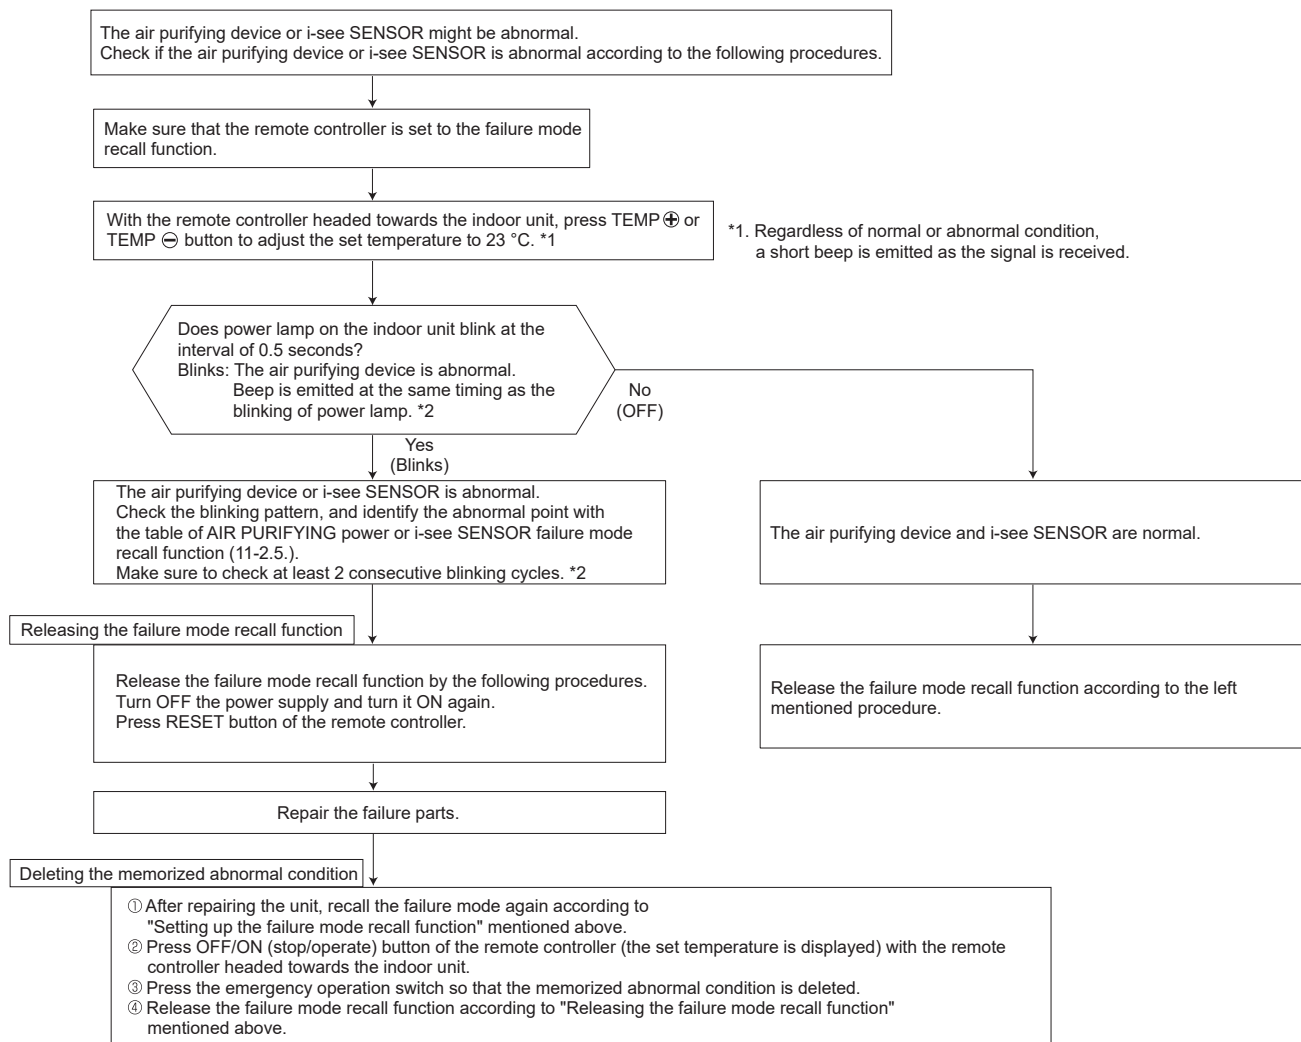 The air purifying device or i-see SENSOR might be abnormal.
Check if the air purifying device or i-see SENSOR is abnormal according to the following procedures.
Make sure that the remote controller is set to the failure mode
recall function.
With the remote controller headed towards the indoor unit, press TEMP ⊕ or
TEMP ⊖ button to adjust the set temperature to 23 °C. *1
*1. Regardless of normal or abnormal condition,
a short beep is emitted as the signal is received.
Does power lamp on the indoor unit blink at the
interval of 0.5 seconds?
Blinks: The air purifying device is abnormal.
Beep is emitted at the same timing as the
blinking of power lamp. *2
No
(OFF)
Yes
(Blinks)
The air purifying device or i-see SENSOR is abnormal.
Check the blinking pattern, and identify the abnormal point with
the table of AIR PURIFYING power or i-see SENSOR failure mode
recall function (11-2.5.).
Make sure to check at least 2 consecutive blinking cycles. *2
The air purifying device and i-see SENSOR are normal.
Releasing the failure mode recall function
Release the failure mode recall function by the following procedures.
Turn OFF the power supply and turn it ON again.
Press RESET button of the remote controller.
Release the failure mode recall function according to the left
mentioned procedure.
Repair the failure parts.
Deleting the memorized abnormal condition
① After repairing the unit, recall the failure mode again according to
"Setting up the failure mode recall function" mentioned above.
② Press OFF/ON (stop/operate) button of the remote controller (the set temperature is displayed) with the remote
controller headed towards the indoor unit.
③ Press the emergency operation switch so that the memorized abnormal condition is deleted.
④ Release the failure mode recall function according to "Releasing the failure mode recall function"
mentioned above.